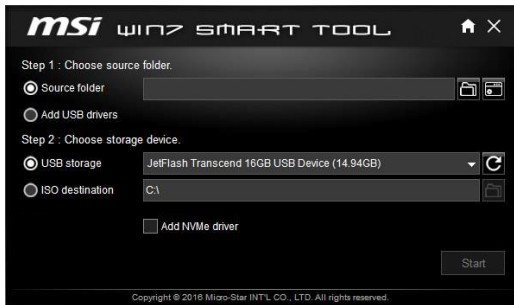 msi WIN7 SMART TOOL
Step 1 : Choose source folder.
Source folder
Add USB drivers
Step 2 : Choose storage device.
USB storage JetFlash Transcend 16GB USB Device (14.94GB)
ISO destination C:\
Add NVMe driver
Start
Copyright © 2016 Micro-Star INT'L CO., LTD. All rights reserved.